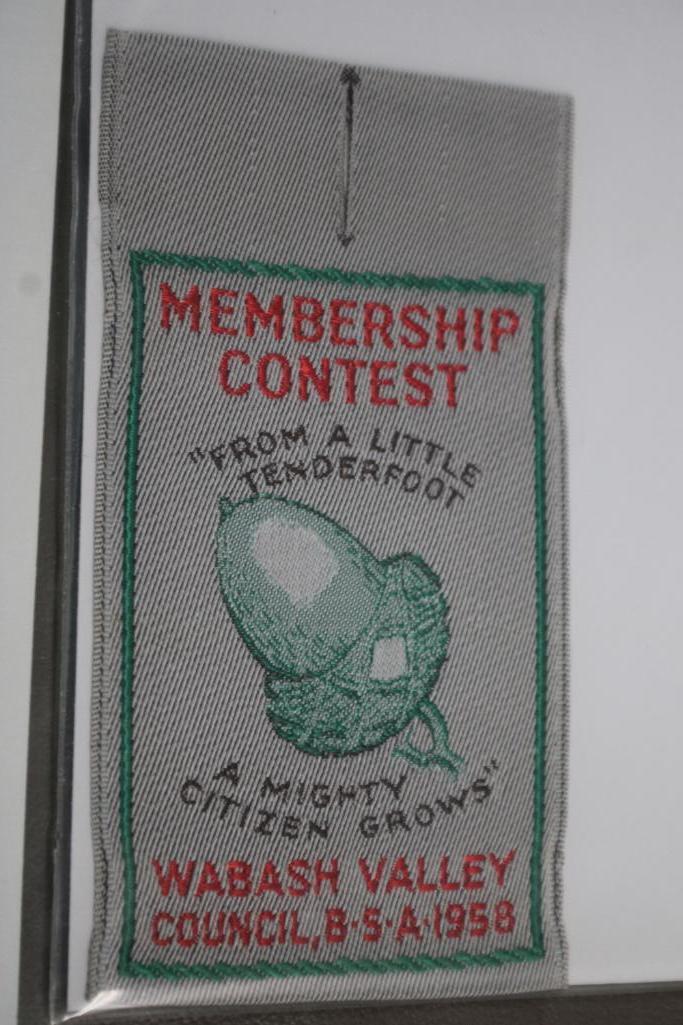 MEMBERSHIP
CONTEST
"FROM A LITTLE
TENDERFOOT
A MIGHTY
CITIZEN GROWS"
WABASH VALLEY
COUNCIL, B·S·A·1958